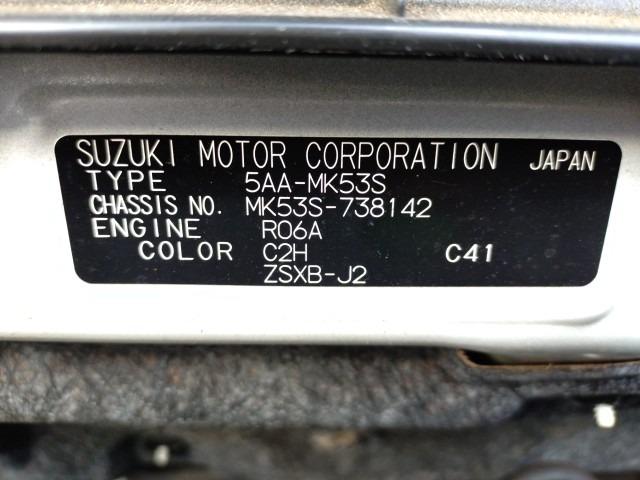 SUZUKI MOTOR CORPORATION JAPAN
TYPE 5AA-MK53S
CHASSIS NO. MK53S-738142
ENGINE R06A
COLOR C2H C41
ZSXB-J2